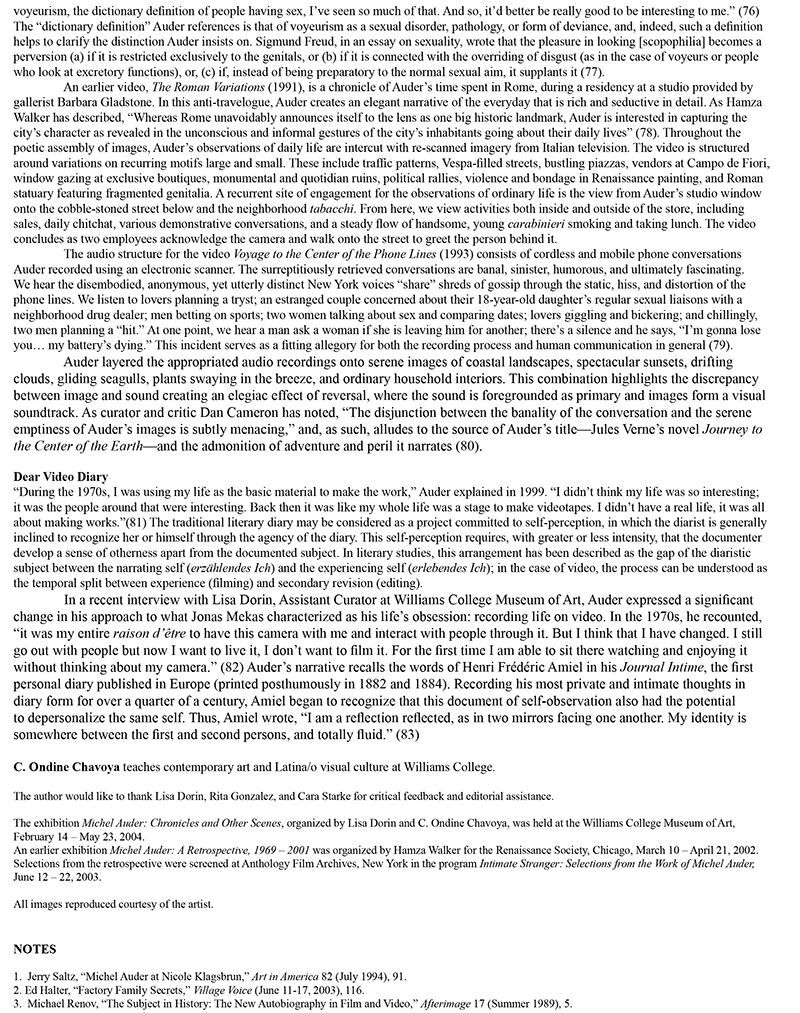 voyeurism, the dictionary definition of people having sex, I've seen so much of that. And so, it'd better be really good to be interesting to me." (76)
The "dictionary definition" Auder references is that of voyeurism as a sexual disorder, pathology, or form of deviance, and, indeed, such a definition
helps to clarify the distinction Auder insists on. Sigmund Freud, in an essay on sexuality, wrote that the pleasure in looking [scopophilia] becomes a
perversion (a) if it is restricted exclusively to the genitals, or (b) if it is connected with the overriding of disgust (as in the case of voyeurs or people
who look at excretory functions), or, (c) if, instead of being preparatory to the normal sexual aim, it supplants it (77).
An earlier video, The Roman Variations (1991), is a chronicle of Auder's time spent in Rome, during a residency at a studio provided by
gallerist Barbara Gladstone. In this anti-travelogue, Auder creates an elegant narrative of the everyday that is rich and seductive in detail. As Hamza
Walker has described, "Whereas Rome unavoidably announces itself to the lens as one big historic landmark, Auder is interested in capturing the
city's character as revealed in the unconscious and informal gestures of the city's inhabitants going about their daily lives" (78). Throughout the
poetic assembly of images, Auder's observations of daily life are intercut with re-scanned imagery from Italian television. The video is structured
around variations on recurring motifs large and small. These include traffic patterns, Vespa-filled streets, bustling piazzas, vendors at Campo de Fiori,
window gazing at exclusive boutiques, monumental and quotidian ruins, political rallies, violence and bondage in Renaissance painting, and Roman
statuary featuring fragmented genitalia. A recurrent site of engagement for the observations of ordinary life is the view from Auder's studio window
onto the cobble-stoned street below and the neighborhood tabacchi. From here, we view activities both inside and outside of the store, including
sales, daily chitchat, various demonstrative conversations, and a steady flow of handsome, young carabinieri smoking and taking lunch. The video
concludes as two employees acknowledge the camera and walk onto the street to greet the person behind it.
The audio structure for the video Voyage to the Center of the Phone Lines (1993) consists of cordless and mobile phone conversations
Auder recorded using an electronic scanner. The surreptitiously retrieved conversations are banal, sinister, humorous, and ultimately fascinating.
We hear the disembodied, anonymous, yet utterly distinct New York voices "share" shreds of gossip through the static, hiss, and distortion of the
phone lines. We listen to lovers planning a tryst; an estranged couple concerned about their 18-year-old daughter's regular sexual liaisons with a
neighborhood drug dealer; men betting on sports; two women talking about sex and comparing dates; lovers giggling and bickering; and chillingly,
two men planning a "hit." At one point, we hear a man ask a woman if she is leaving him for another; there's a silence and he says, "I'm gonna lose
you… my battery's dying." This incident serves as a fitting allegory for both the recording process and human communication in general (79).
Auder layered the appropriated audio recordings onto serene images of coastal landscapes, spectacular sunsets, drifting
clouds, gliding seagulls, plants swaying in the breeze, and ordinary household interiors. This combination highlights the discrepancy
between image and sound creating an elegiac effect of reversal, where the sound is foregrounded as primary and images form a visual
soundtrack. As curator and critic Dan Cameron has noted, "The disjunction between the banality of the conversation and the serene
emptiness of Auder's images is subtly menacing," and, as such, alludes to the source of Auder's title—Jules Verne's novel Journey to
the Center of the Earth—and the admonition of adventure and peril it narrates (80).
Dear Video Diary
"During the 1970s, I was using my life as the basic material to make the work," Auder explained in 1999. "I didn't think my life was so interesting;
it was the people around that were interesting. Back then it was like my whole life was a stage to make videotapes. I didn't have a real life, it was all
about making works."(81) The traditional literary diary may be considered as a project committed to self-perception, in which the diarist is generally
inclined to recognize her or himself through the agency of the diary. This self-perception requires, with greater or less intensity, that the documenter
develop a sense of otherness apart from the documented subject. In literary studies, this arrangement has been described as the gap of the diaristic
subject between the narrating self (erzählendes Ich) and the experiencing self (erlebendes Ich); in the case of video, the process can be understood as
the temporal split between experience (filming) and secondary revision (editing).
In a recent interview with Lisa Dorin, Assistant Curator at Williams College Museum of Art, Auder expressed a significant
change in his approach to what Jonas Mekas characterized as his life's obsession: recording life on video. In the 1970s, he recounted,
"it was my entire raison d'être to have this camera with me and interact with people through it. But I think that I have changed. I still
go out with people but now I want to live it, I don't want to film it. For the first time I am able to sit there watching and enjoying it
without thinking about my camera." (82) Auder's narrative recalls the words of Henri Frédéric Amiel in his Journal Intime, the first
personal diary published in Europe (printed posthumously in 1882 and 1884). Recording his most private and intimate thoughts in
diary form for over a quarter of a century, Amiel began to recognize that this document of self-observation also had the potential
to depersonalize the same self. Thus, Amiel wrote, "I am a reflection reflected, as in two mirrors facing one another. My identity is
somewhere between the first and second persons, and totally fluid." (83)
C. Ondine Chavoya teaches contemporary art and Latina/o visual culture at Williams College.
The author would like to thank Lisa Dorin, Rita Gonzalez, and Cara Starke for critical feedback and editorial assistance.
The exhibition Michel Auder: Chronicles and Other Scenes, organized by Lisa Dorin and C. Ondine Chavoya, was held at the Williams College Museum of Art,
February 14 – May 23, 2004.
An earlier exhibition Michel Auder: A Retrospective, 1969 – 2001 was organized by Hamza Walker for the Renaissance Society, Chicago, March 10 – April 21, 2002.
Selections from the retrospective were screened at Anthology Film Archives, New York in the program Intimate Stranger: Selections from the Work of Michel Auder,
June 12 – 22, 2003.
All images reproduced courtesy of the artist.
NOTES
1. Jerry Saltz, "Michel Auder at Nicole Klagsbrun," Art in America 82 (July 1994), 91.
2. Ed Halter, "Factory Family Secrets," Village Voice (June 11-17, 2003), 116.
3. Michael Renov, "The Subject in History: The New Autobiography in Film and Video," Afterimage 17 (Summer 1989), 5.